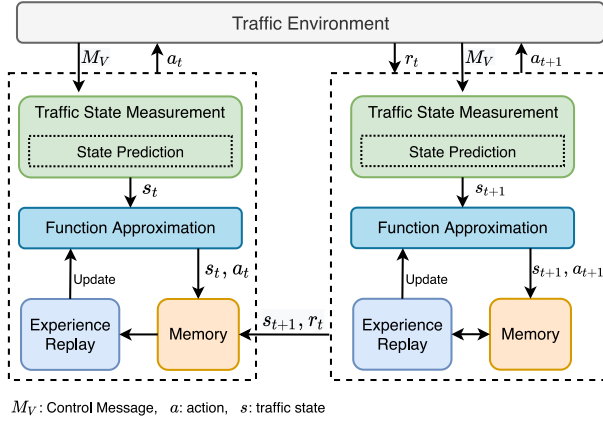 Traffic Environment
M_V a_t r_t M_V a_{t+1}
Traffic State Measurement
State Prediction
s_t
Function Approximation
Update
s_t, a_t
Experience
Replay
Memory
s_{t+1}, r_t
Traffic State Measurement
State Prediction
s_{t+1}
Function Approximation
Update
s_{t+1}, a_{t+1}
Experience
Replay
Memory
M_V: Control Message, a: action, s: traffic state